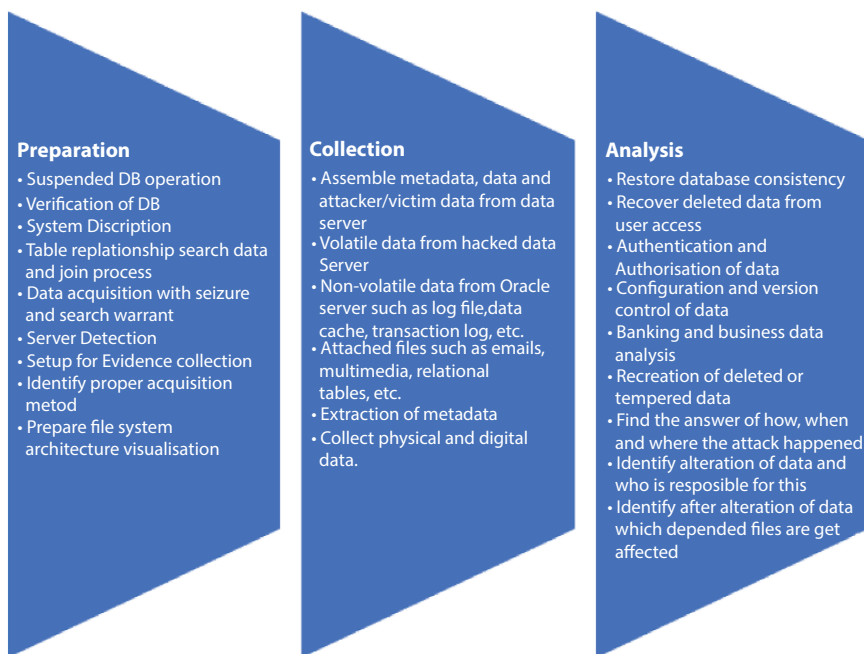 Preparation
• Suspended DB operation
• Verification of DB
• System Discription
• Table replationship search data
and join process
• Data acquisition with seizure
and search warrant
• Server Detection
• Setup for Evidence collection
• Identify proper acquisition
metod
• Prepare file system
architecture visualisation
Collection
• Assemble metadata, data and
attacker/victim data from data
server
• Volatile data from hacked data
Server
• Non-volatile data from Oracle
server such as log file,data
cache, transaction log, etc.
• Attached files such as emails,
multimedia, relational
tables, etc.
• Extraction of metadata
• Collect physical and digital
data.
Analysis
• Restore database consistency
• Recover deleted data from
user access
• Authentication and
Authorisation of data
• Configuration and version
control of data
• Banking and business data
analysis
• Recreation of deleted or
tempered data
• Find the answer of how, when
and where the attack happened
• Identify alteration of data and
who is resposible for this
• Identify after alteration of data
which depended files are get
affected